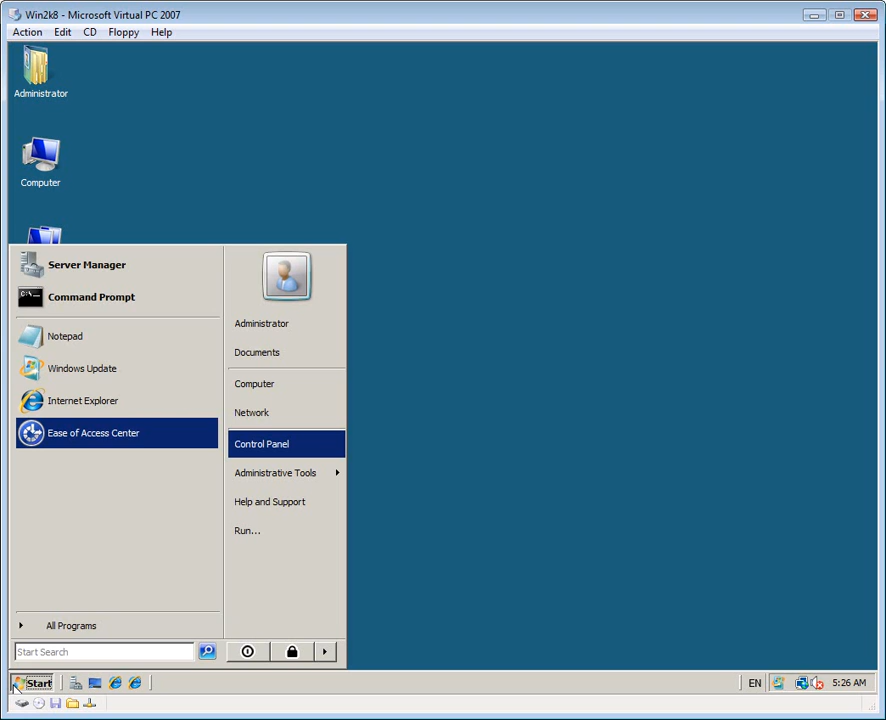 Win2k8 - Microsoft Virtual PC 2007
Action Edit CD Floppy Help
Administrator
Computer
Server Manager
Command Prompt
C:\_
Notepad
Windows Update
Internet Explorer
Ease of Access Center
All Programs
Start Search
Administrator
Documents
Computer
Network
Control Panel
Administrative Tools
Help and Support
Run...
Start
EN
5:26 AM